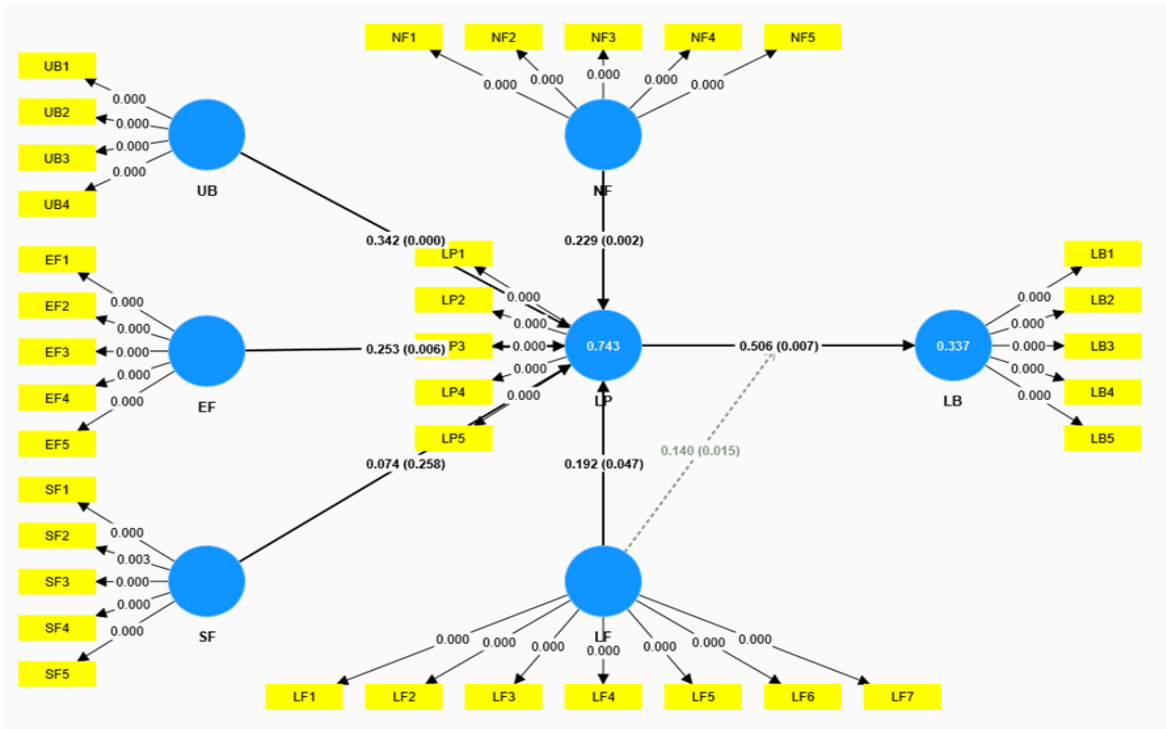 NF1 NF2 NF3 NF4 NF5
0.000 0.000 0.000 0.000 0.000
NF
UB1
UB2
UB3
UB4
0.000
0.000
0.000
0.000
UB
0.342 (0.000)
0.229 (0.002)
EF1
EF2
EF3
EF4
EF5
0.000
0.000
0.000
0.000
0.000
EF
0.253 (0.006)
LP1
LP2
P3
LP4
LP5
0.000
0.000
0.000
0.000
0.000
0.743
LP
0.506 (0.007)
0.337
LB
0.000
0.000
0.000
0.000
0.000
LB1
LB2
LB3
LB4
LB5
0.074 (0.258)
0.192 (0.047)
0.140 (0.015)
SF1
SF2
SF3
SF4
SF5
0.000
0.003
0.000
0.000
0.000
SF
LF
0.000 0.000 0.000 0.000 0.000 0.000 0.000
LF1 LF2 LF3 LF4 LF5 LF6 LF7